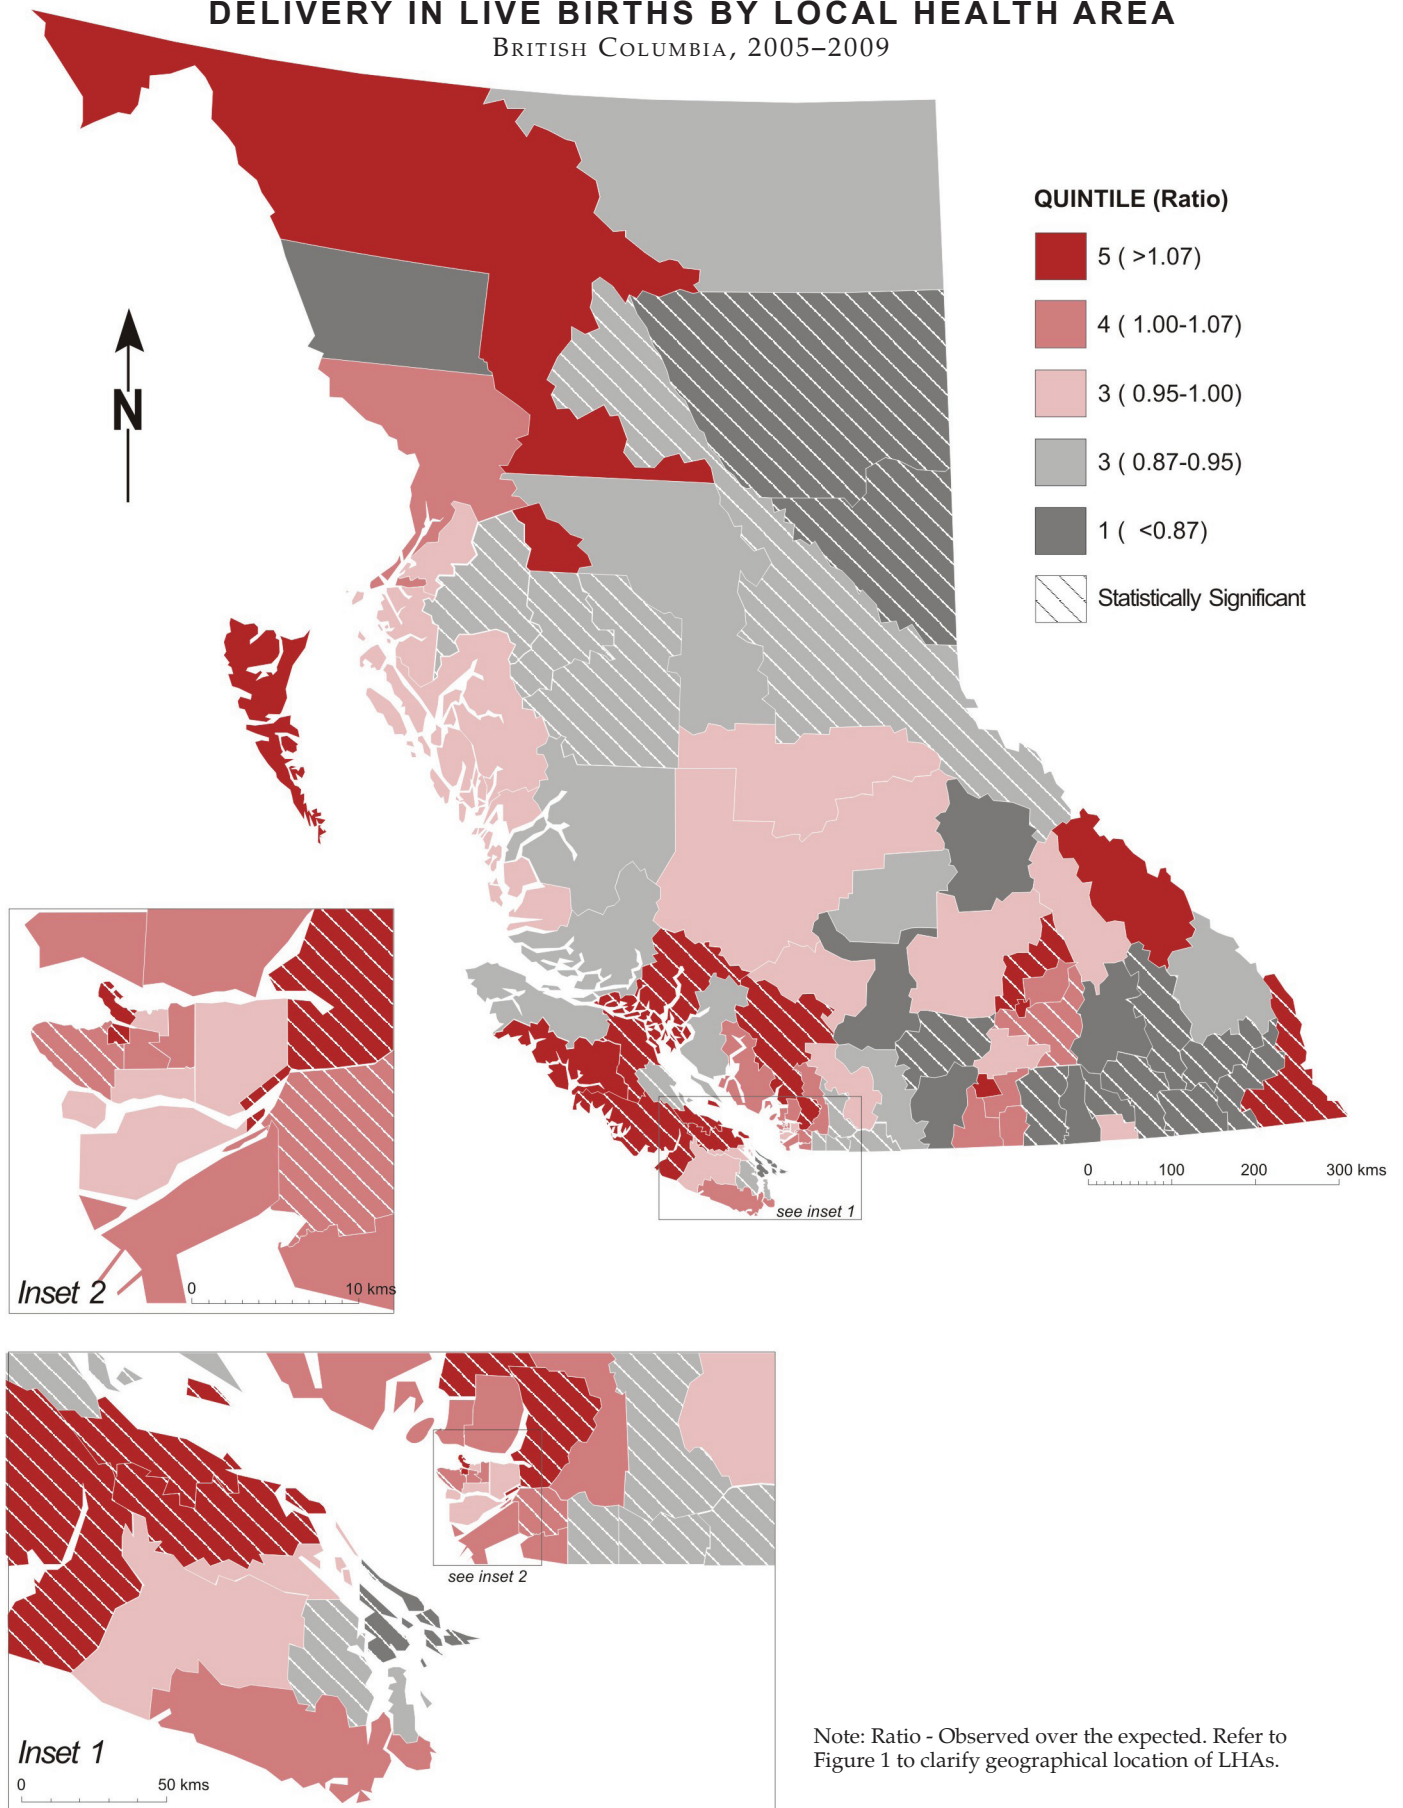 DELIVERY IN LIVE BIRTHS BY LOCAL HEALTH AREA
BRITISH COLUMBIA, 2005–2009
QUINTILE (Ratio)
5 ( >1.07)
4 ( 1.00-1.07)
3 ( 0.95-1.00)
3 ( 0.87-0.95)
1 ( <0.87)
Statistically Significant
N
0 100 200 300 kms
see inset 1
Inset 2
0 10 kms
see inset 2
Inset 1
0 50 kms
Note: Ratio - Observed over the expected. Refer to
Figure 1 to clarify geographical location of LHAs.